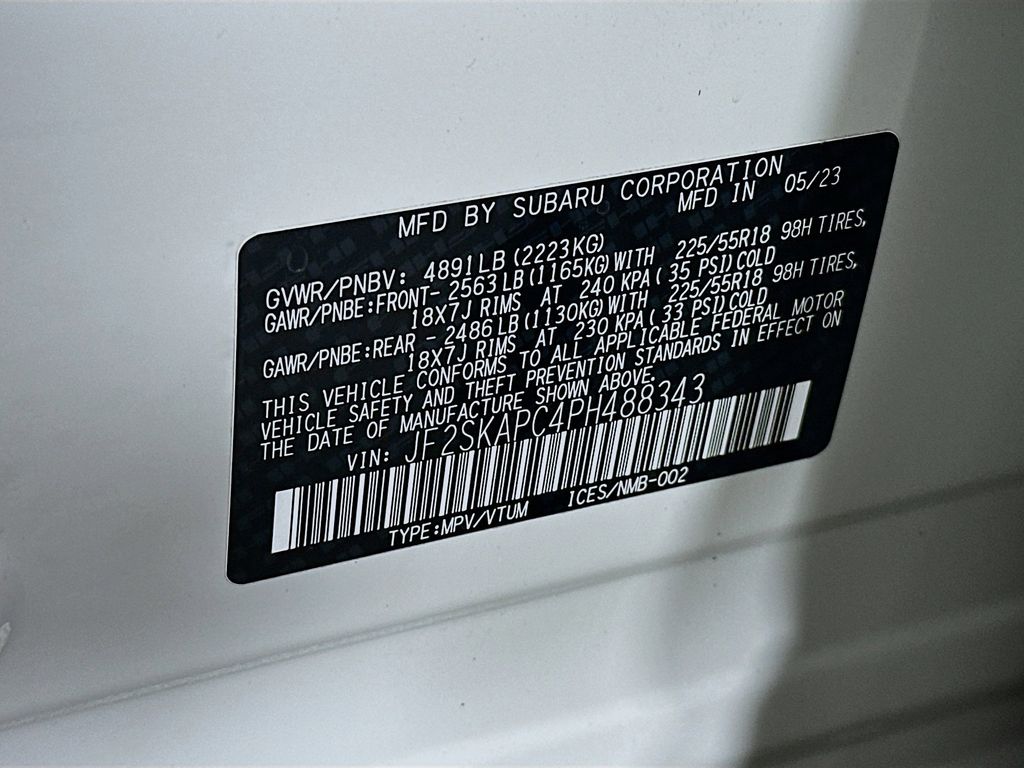 MFD BY SUBARU CORPORATION
MFD IN 05/23
GVWR/PNBV: 4891LB (2223KG)
GAWR/PNBE:FRONT- 2563LB (1165KG)WITH 225/55R18 98H TIRES,
18X7J RIMS AT 240 KPA( 35 PSI)COLD
GAWR/PNBE:REAR - 2486LB (1130KG)WITH 225/55R18 98H TIRES,
18X7J RIMS AT 230 KPA( 33 PSI)COLD
THIS VEHICLE CONFORMS TO ALL APPLICABLE FEDERAL MOTOR
VEHICLE SAFETY AND THEFT PREVENTION STANDARDS IN EFFECT ON
THE DATE OF MANUFACTURE SHOWN ABOVE.
VIN: JF2SKAPC4PH488343
TYPE:MPV/VTUM ICES/NMB-002